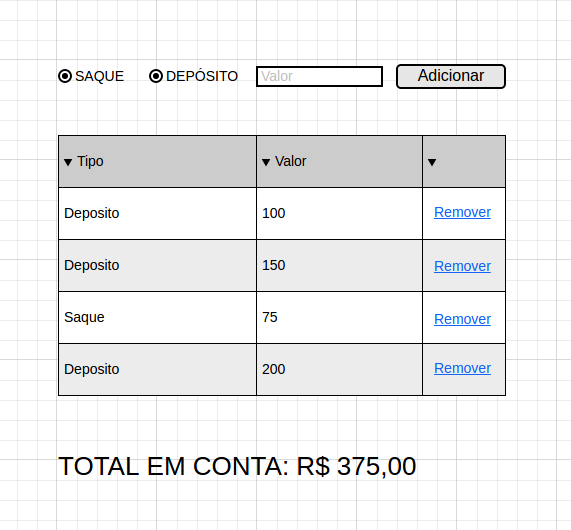 SAQUE DEPÓSITO Valor Adicionar
Tipo Valor
Deposito 100 Remover
Deposito 150 Remover
Saque 75 Remover
Deposito 200 Remover
TOTAL EM CONTA: R$ 375,00